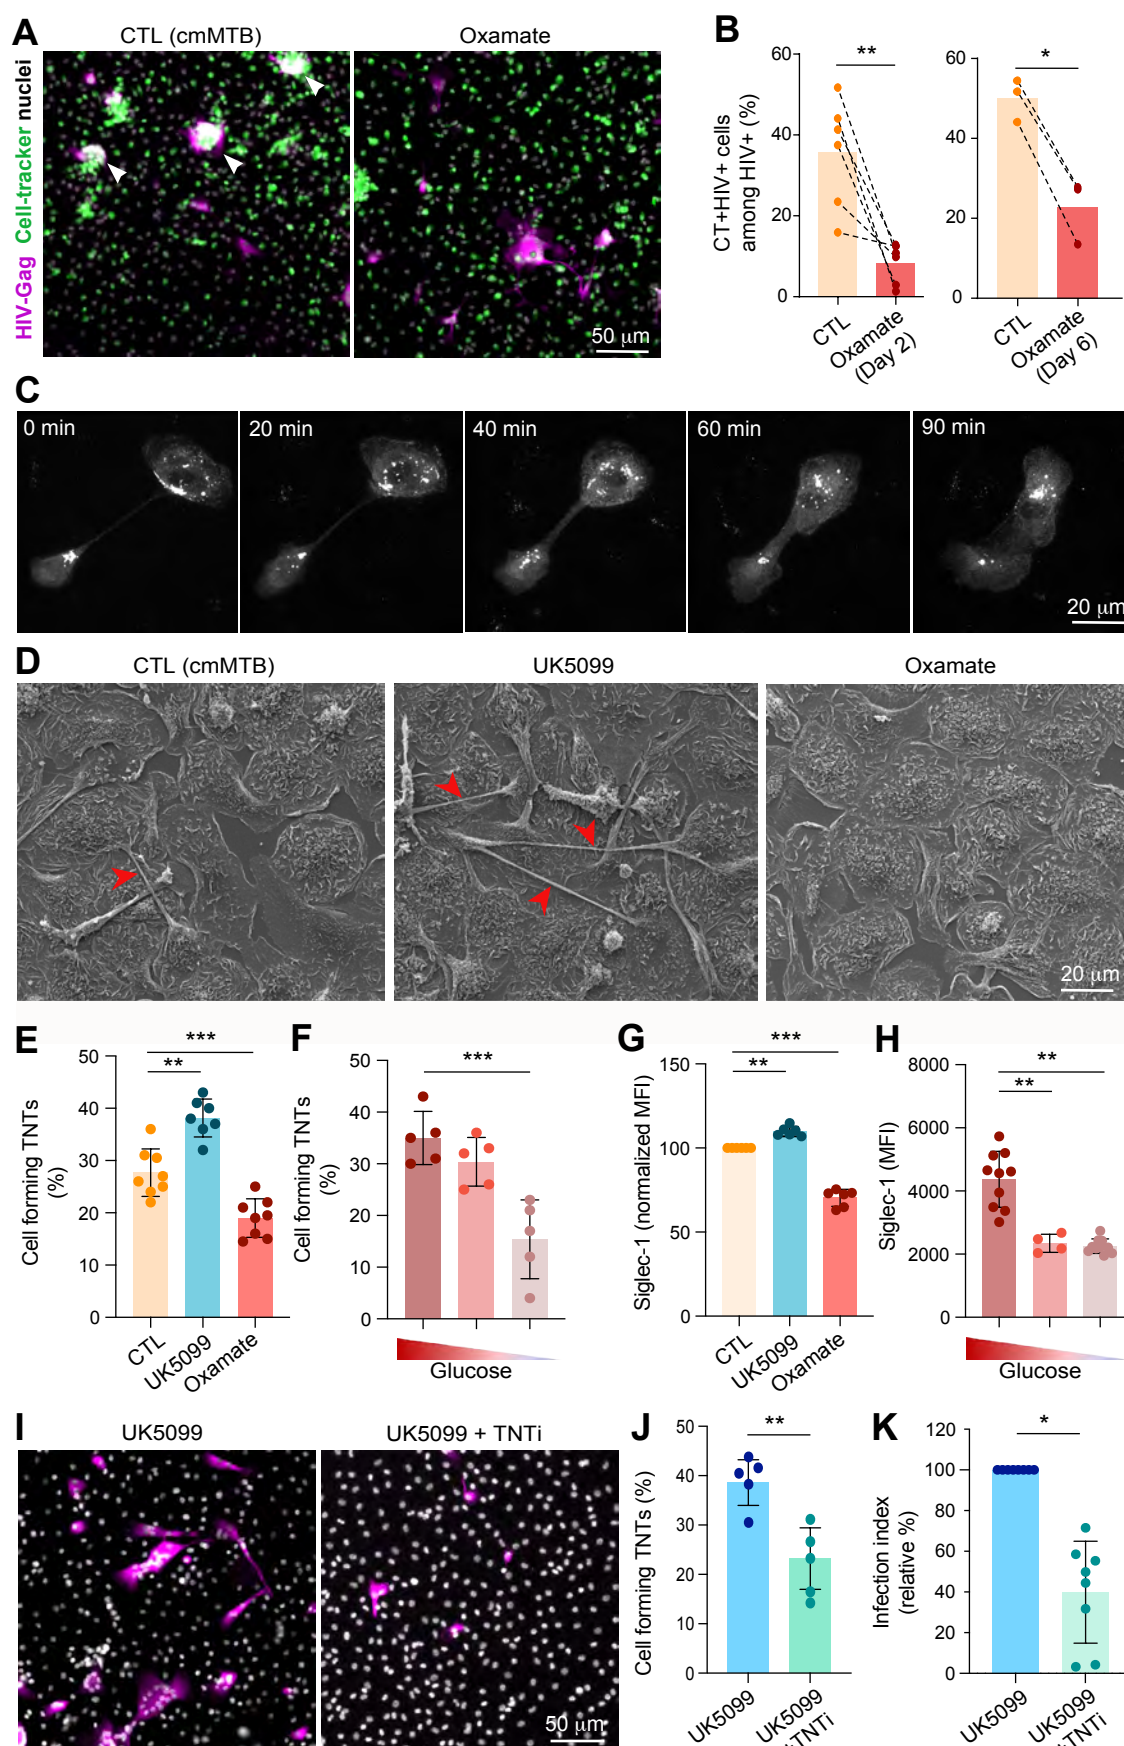 A
CTL (cmMTB)
Oxamate
HIV-Gag Cell-tracker nuclei
50 µm
B
CT+HIV+ cells
among HIV+ (%)
60
40
20
0
**
CTL
Oxamate
(Day 2)
60
40
20
0
*
CTL
Oxamate
(Day 6)
C
0 min
20 min
40 min
60 min
90 min
20 µm
D
CTL (cmMTB)
UK5099
Oxamate
20 µm
E
Cell forming TNTs
(%)
50
40
30
20
10
0
***
**
CTL
UK5099
Oxamate
F
Cell forming TNTs
(%)
50
40
30
20
10
0
***
Glucose
G
Siglec-1 (normalized MFI)
150
100
50
0
***
**
CTL
UK5099
Oxamate
H
Siglec-1 (MFI)
8000
6000
4000
2000
0
**
**
Glucose
I
UK5099
UK5099 + TNTi
50 µm
J
Cell forming TNTs (%)
50
40
30
20
10
0
**
UK5099
UK5099
+TNTi
K
Infection index
(relative %)
120
100
80
60
40
20
0
*
UK5099
UK5099
+TNTi